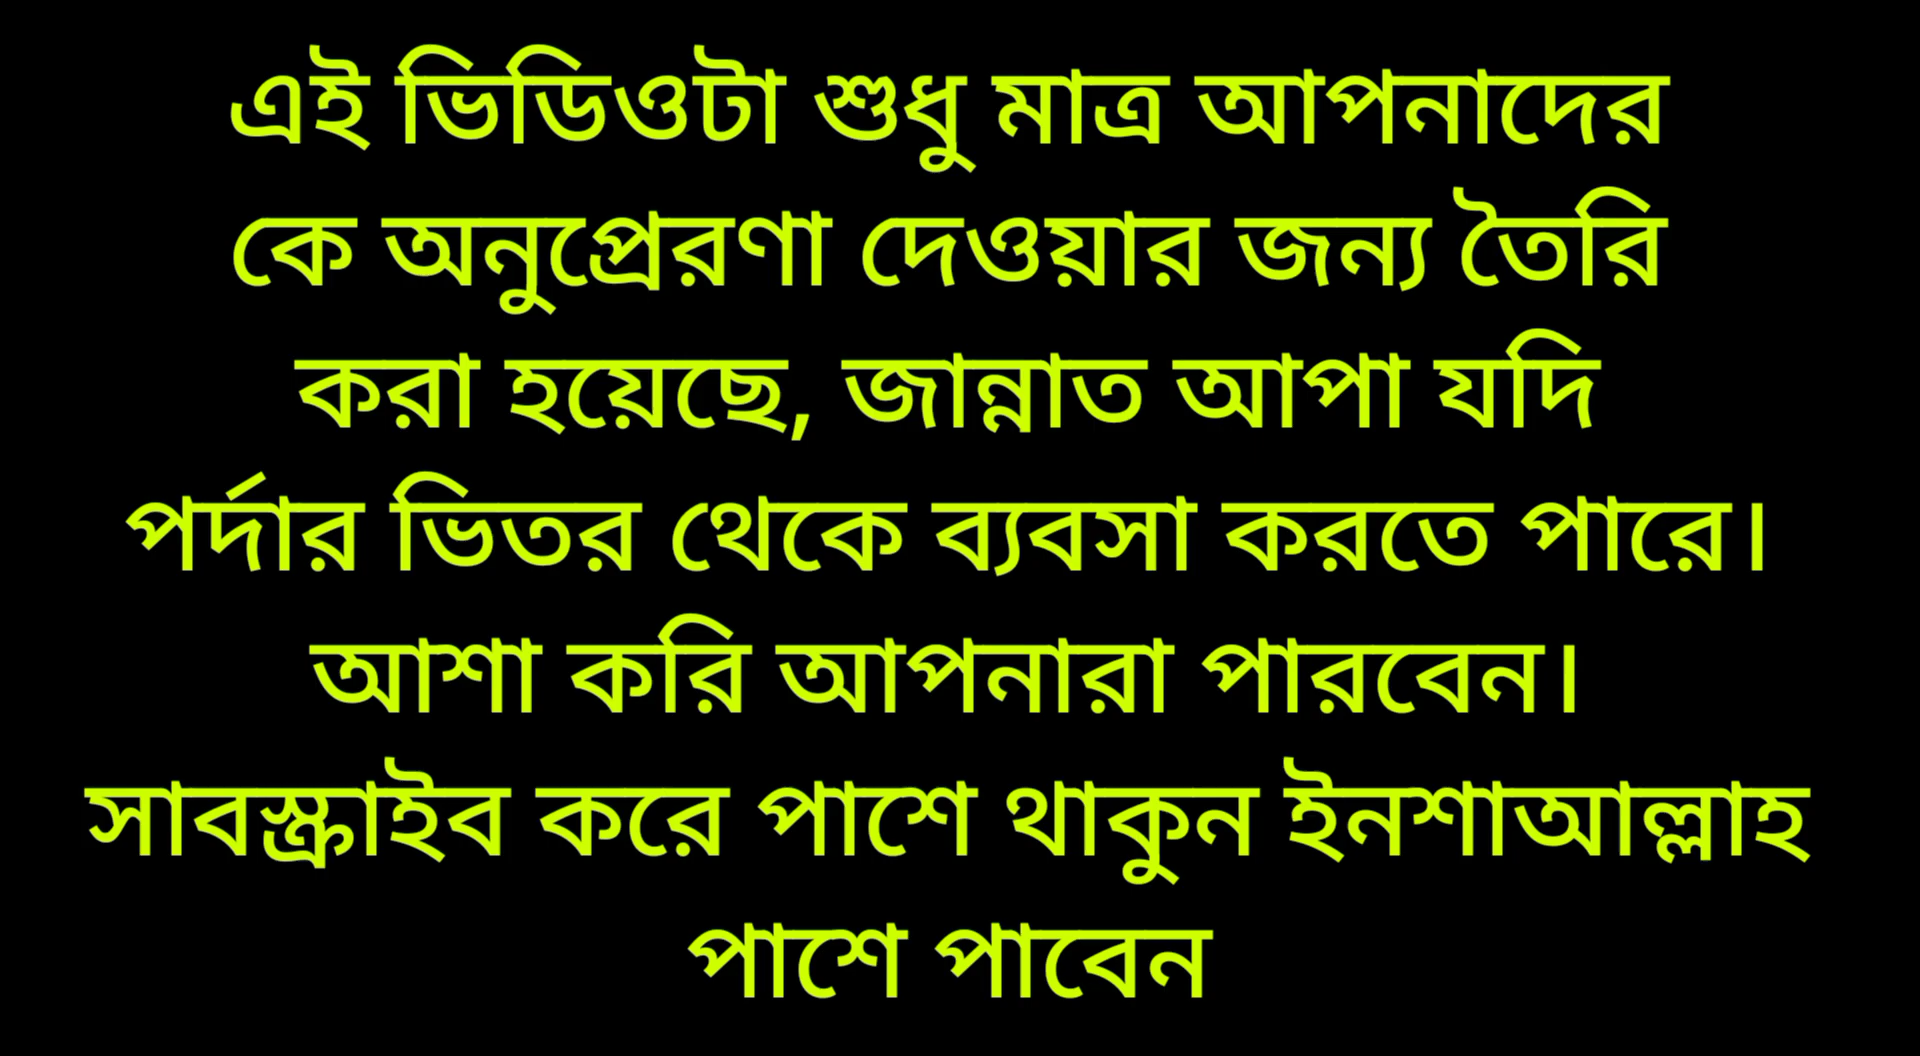 এই ভিডিওটা শুধু মাত্র আপনাদের
কে অনুপ্রেরণা দেওয়ার জন্য তৈরি
করা হয়েছে, জান্নাত আপা যদি
পর্দার ভিতর থেকে ব্যবসা করতে পারে।
আশা করি আপনারা পারবেন।
সাবস্ক্রাইব করে পাশে থাকুন ইনশাআল্লাহ
পাশে পাবেন